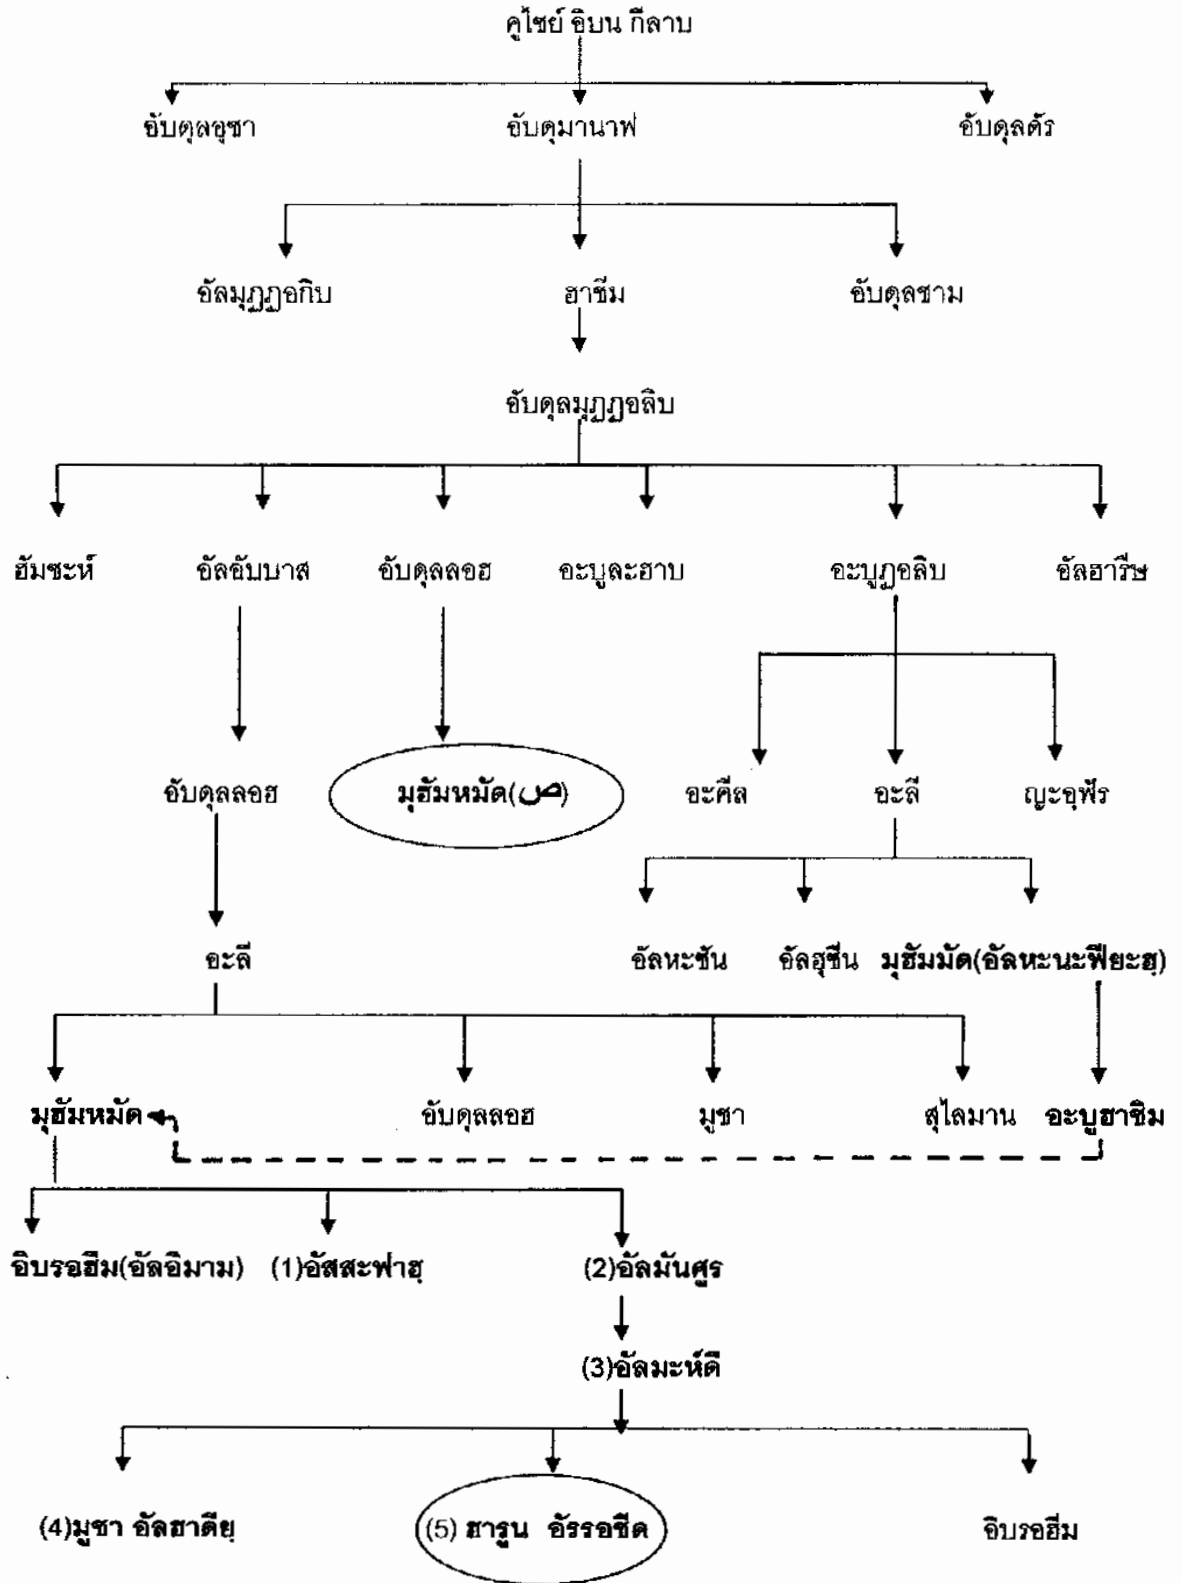 คูไซย์ อิบน กีลาบ
อับดุลอุซา อับดุมานาฟ อับดุลดัร
อัลมุฏฏอกิบ ฮาชีม อับดุลชาม
อับดุลมุฏฏอลิบ
ฮัมซะห์ อัลอับบาส อับดุลลอฮ อะบูละฮาบ อะบูฏอลิบ อัลฮาริษ
อับดุลลอฮ มุฮัมหมัด(ص) อะคีล อะลี ญะอฺฟัร
อะลี อัลหะซัน อัลฮุซีน มุฮัมมัด(อัลหะนะฟียะฮฺ)
มุฮัมหมัด อับดุลลอฮ มูซา สุไลมาน อะบูฮาชิม
อิบรอฮีม(อัลอิมาม) (1)อัสสะฟาฮฺ (2)อัลมันศูร
(3)อัลมะห์ดี
(4)มูซา อัลฮาดียฺ (5) ฮารูน อัรรอชีด อิบรอฮีม